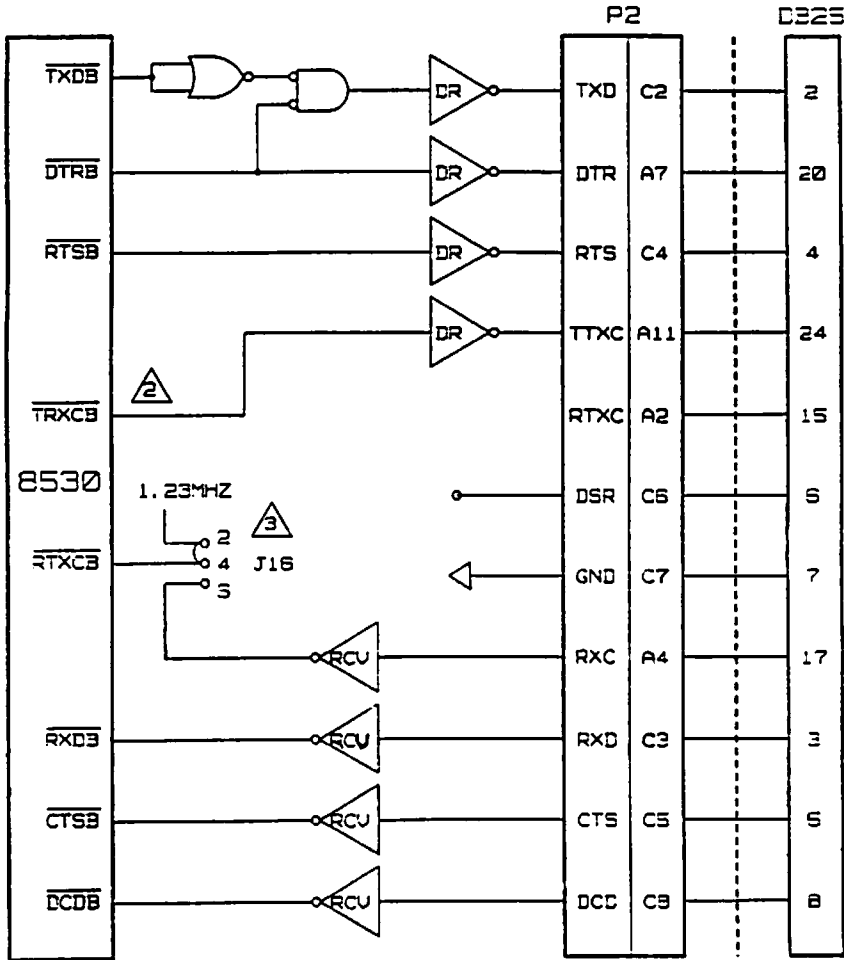 P2 DB25
TXDB DR TXD C2 2
DTRB DR DTR A7 20
RTSB DR RTS C4 4
DR TTXC A11 24
2
TRXCB RTXC A2 15
8530
1.23MHZ DSR C6 6
2 3
RTXCB 4 J16 GND C7 7
3
RCV RXC A4 17
RXDB RCV RXD C3 3
CTSB RCV CTS C5 5
DCDB RCV DCD 8